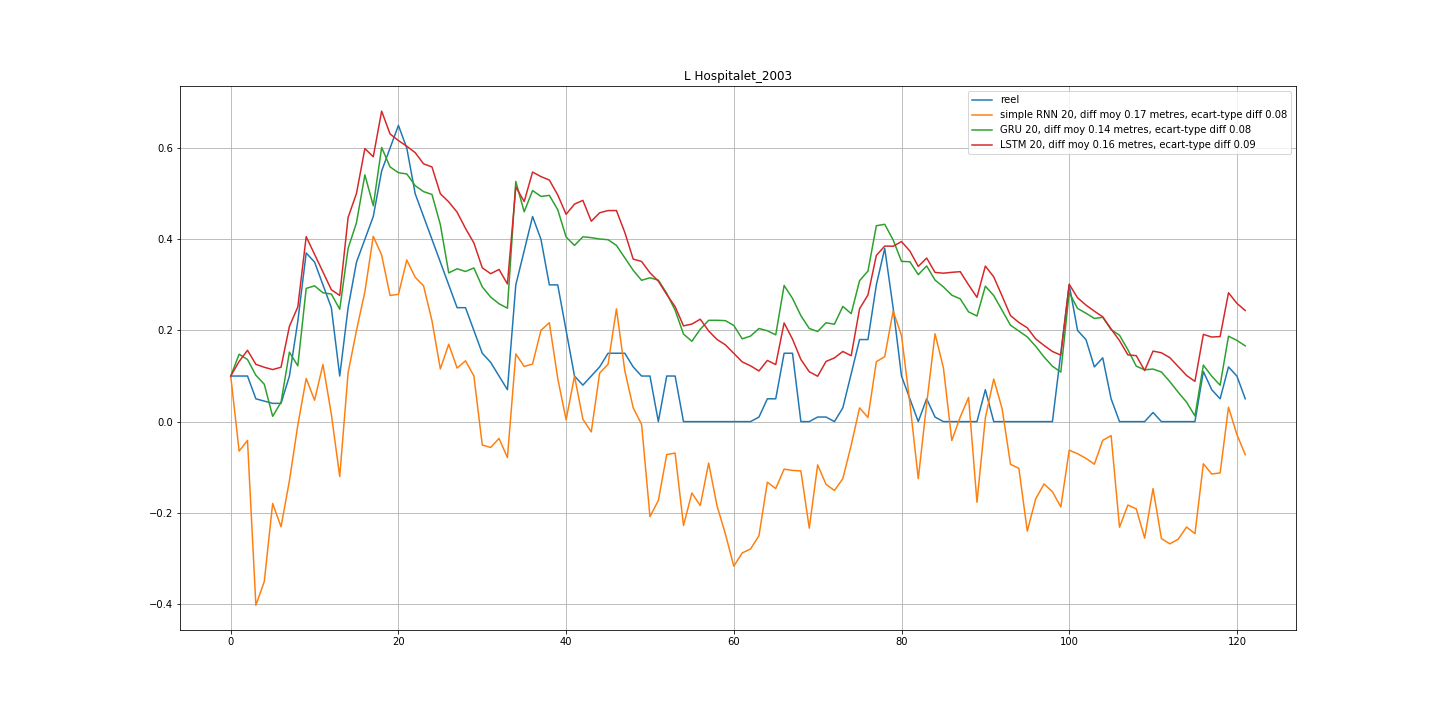 L Hospitalet_2003
reel
simple RNN 20, diff moy 0.17 metres, ecart-type diff 0.08
GRU 20, diff moy 0.14 metres, ecart-type diff 0.08
LSTM 20, diff moy 0.16 metres, ecart-type diff 0.09
0.6
0.4
0.2
0.0
−0.2
−0.4
0 20 40 60 80 100 120